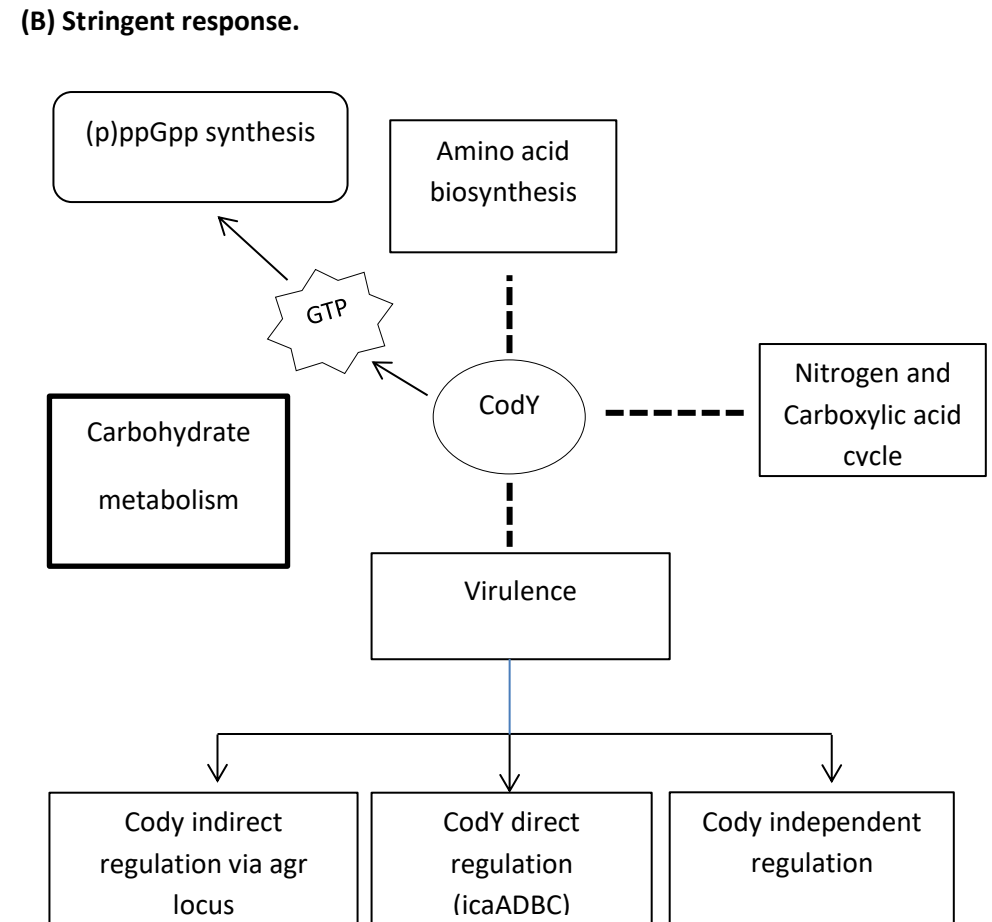 (B) Stringent response.
(p)ppGpp synthesis
Amino acid
biosynthesis
GTP
CodY
Nitrogen and
Carboxylic acid
cycle
Carbohydrate
metabolism
Virulence
Cody indirect
regulation via agr
locus
CodY direct
regulation
(icaADBC)
Cody independent
regulation